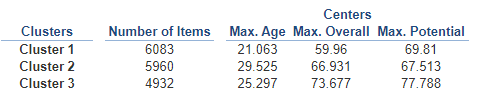 Centers
Clusters Number of Items Max. Age Max. Overall Max. Potential
Cluster 1 6083 21.063 59.96 69.81
Cluster 2 5960 29.525 66.931 67.513
Cluster 3 4932 25.297 73.677 77.788